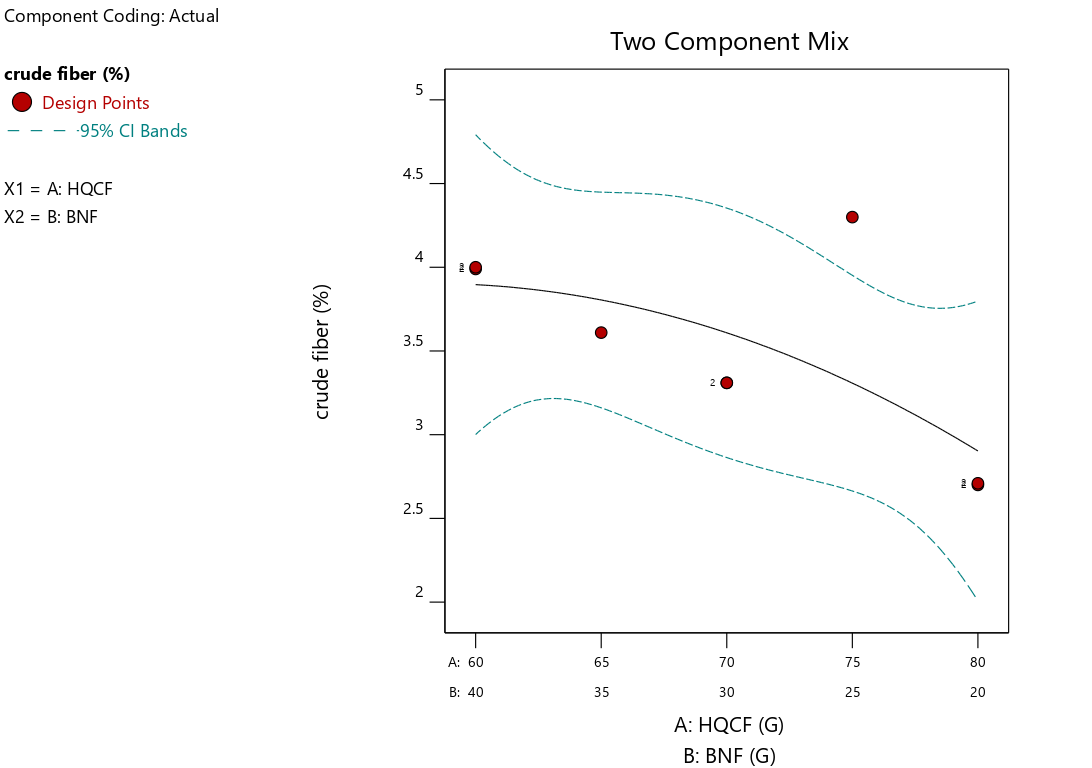 Component Coding: Actual
Two Component Mix
crude fiber (%)
Design Points
95% CI Bands
X1 = A: HQCF
X2 = B: BNF
crude fiber (%)
5
4.5
4
3.5
3
2.5
2
2
A: 60 65 70 75 80
B: 40 35 30 25 20
A: HQCF (G)
B: BNF (G)